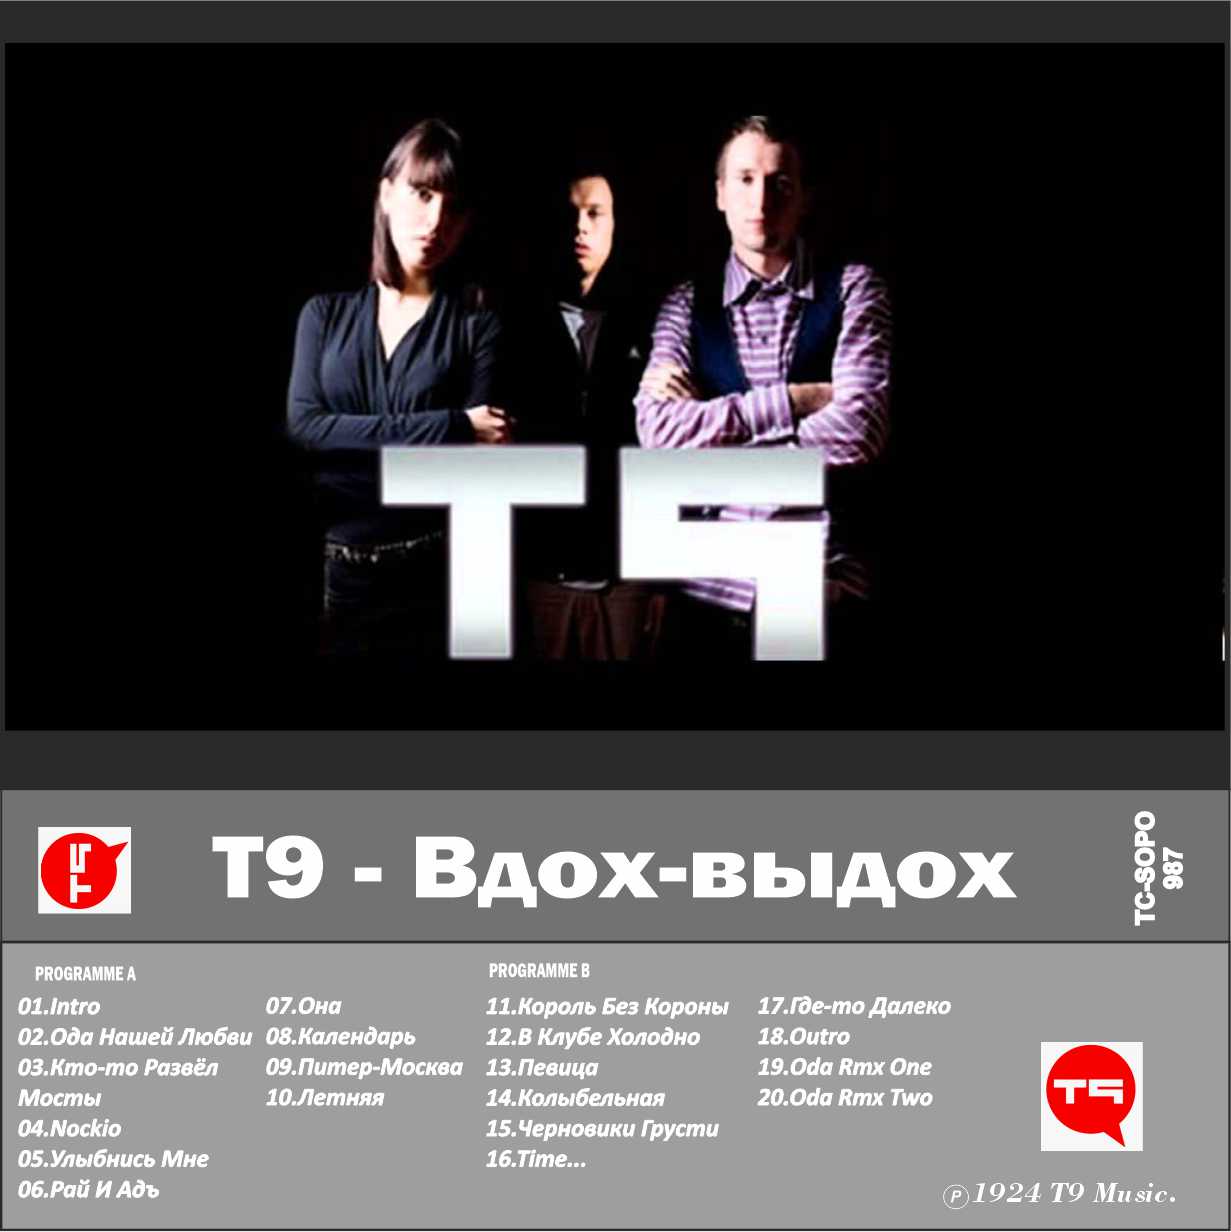 T9
T9
T9 - Вдох-выдох
TC-SOPO
987
PROGRAMME A
01.Intro
02.Ода Нашей Любви
03.Кто-то Развёл
Мосты
04.Nockio
05.Улыбнись Мне
06.Рай И Адъ
07.Она
08.Календарь
09.Питер-Москва
10.Летняя
PROGRAMME B
11.Король Без Короны
12.В Клубе Холодно
13.Певица
14.Колыбельная
15.Черновики Грусти
16.Time...
17.Где-то Далеко
18.Outro
19.Oda Rmx One
20.Oda Rmx Two
T9
℗1924 T9 Music.